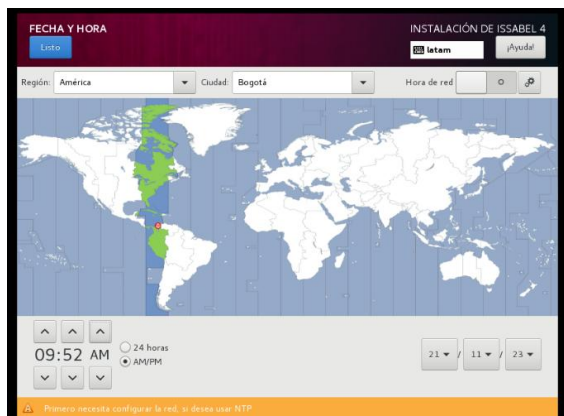 FECHA Y HORA
INSTALACIÓN DE ISSABEL 4
Listo
latam
¡Ayuda!
Región: América
Ciudad: Bogotá
Hora de red
O
09:52 AM
24 horas
AM/PM
21 / 11 / 23
Primero necesita configurar la red, si desea usar NTP